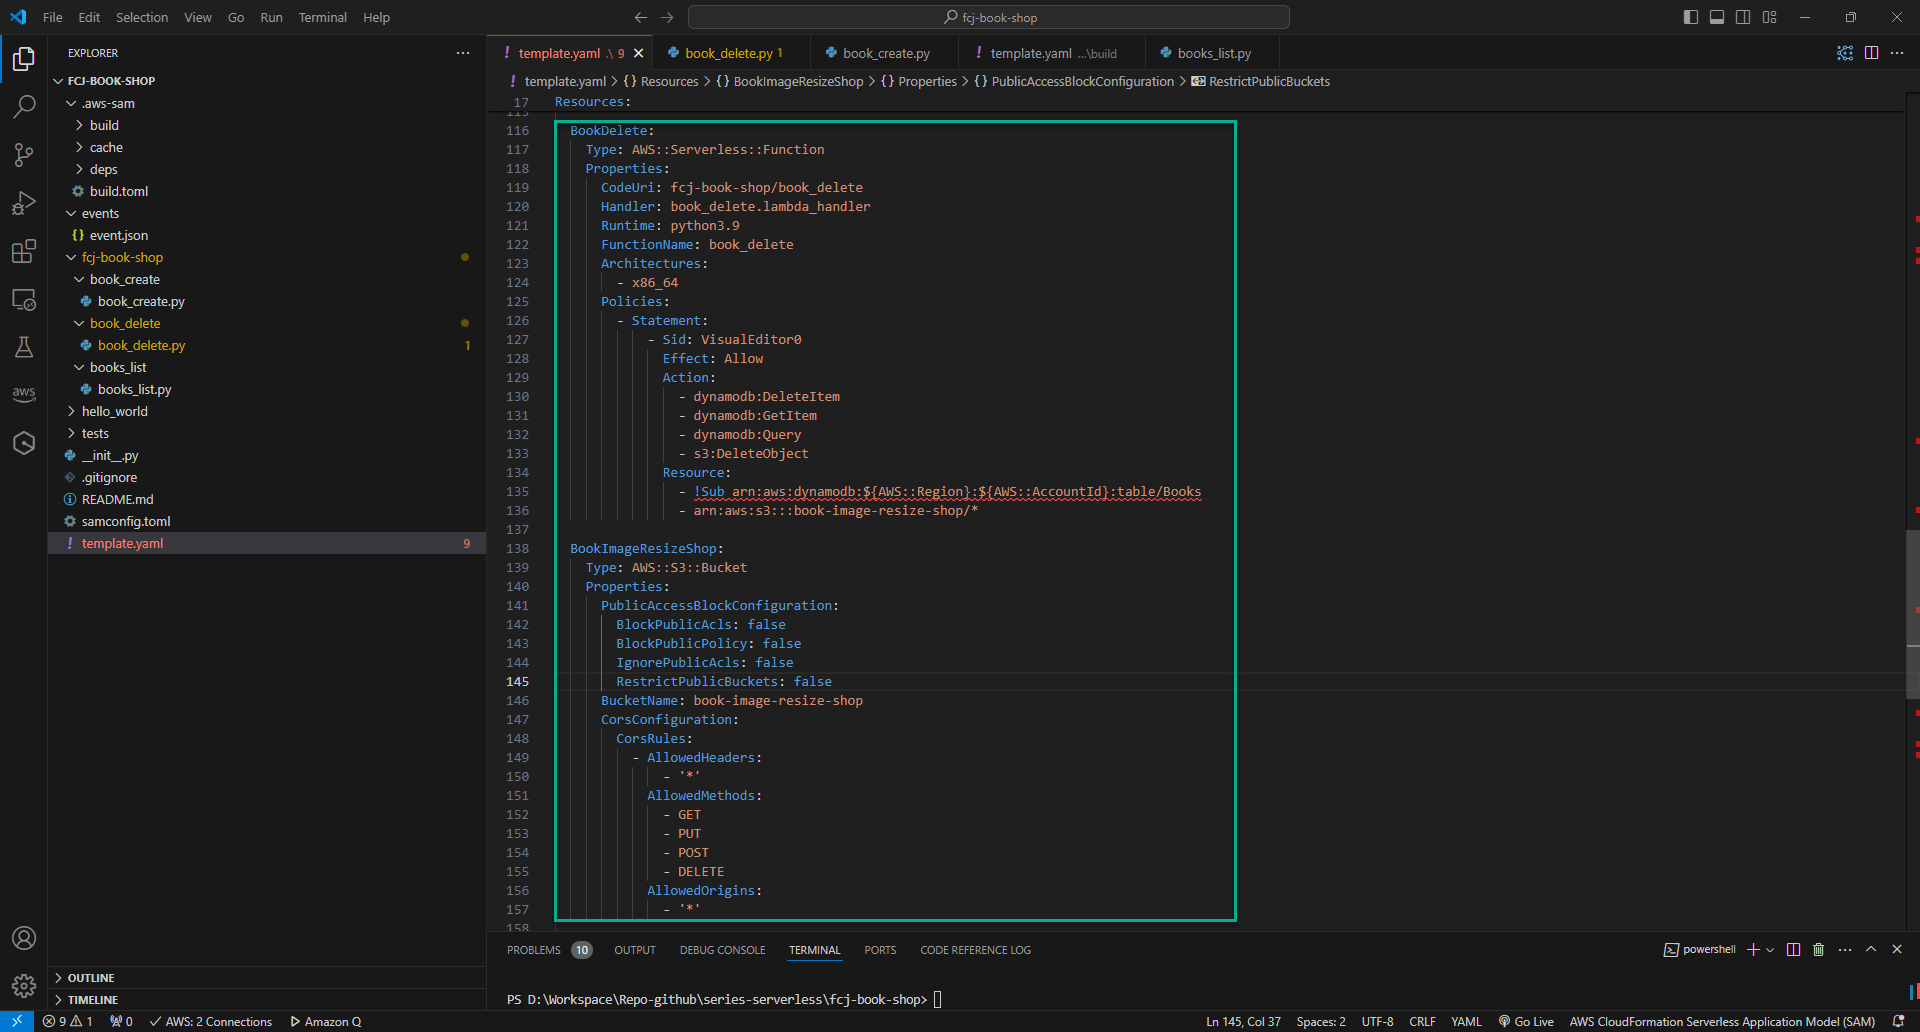 File Edit Selection View Go Run Terminal Help
fcj-book-shop
EXPLORER
FCJ-BOOK-SHOP
.aws-sam
build
cache
deps
build.toml
events
{} event.json
fcj-book-shop
book_create
book_create.py
book_delete
book_delete.py 1
books_list
books_list.py
hello_world
tests
__init__.py
.gitignore
README.md
samconfig.toml
! template.yaml 9
OUTLINE
TIMELINE
aws
! template.yaml .\ 9
book_delete.py 1
book_create.py
! template.yaml ...\build
books_list.py
! template.yaml > {} Resources > {} BookImageResizeShop > {} Properties > {} PublicAccessBlockConfiguration > RestrictPublicBuckets
17 Resources:
115
116 BookDelete:
117 Type: AWS::Serverless::Function
118 Properties:
119 CodeUri: fcj-book-shop/book_delete
120 Handler: book_delete.lambda_handler
121 Runtime: python3.9
122 FunctionName: book_delete
123 Architectures:
124 - x86_64
125 Policies:
126 - Statement:
127 - Sid: VisualEditor0
128 Effect: Allow
129 Action:
130 - dynamodb:DeleteItem
131 - dynamodb:GetItem
132 - dynamodb:Query
133 - s3:DeleteObject
134 Resource:
135 - !Sub arn:aws:dynamodb:${AWS::Region}:${AWS::AccountId}:table/Books
136 - arn:aws:s3:::book-image-resize-shop/*
137
138 BookImageResizeShop:
139 Type: AWS::S3::Bucket
140 Properties:
141 PublicAccessBlockConfiguration:
142 BlockPublicAcls: false
143 BlockPublicPolicy: false
144 IgnorePublicAcls: false
145 RestrictPublicBuckets: false
146 BucketName: book-image-resize-shop
147 CorsConfiguration:
148 CorsRules:
149 - AllowedHeaders:
150 - '*'
151 AllowedMethods:
152 - GET
153 - PUT
154 - POST
155 - DELETE
156 AllowedOrigins:
157 - '*'
158
PROBLEMS 10 OUTPUT DEBUG CONSOLE TERMINAL PORTS CODE REFERENCE LOG
powershell
PS D:\Workspace\Repo-github\series-serverless\fcj-book-shop>
9 1 0 AWS: 2 Connections Amazon Q
Ln 145, Col 37 Spaces: 2 UTF-8 CRLF YAML Go Live AWS CloudFormation Serverless Application Model (SAM)